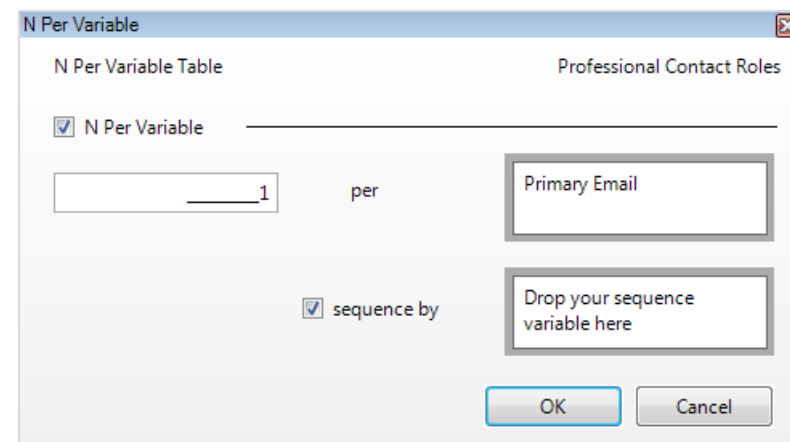 N Per Variable
N Per Variable Table Professional Contact Roles
N Per Variable
_______1 per Primary Email
sequence by Drop your sequence
variable here
OK Cancel